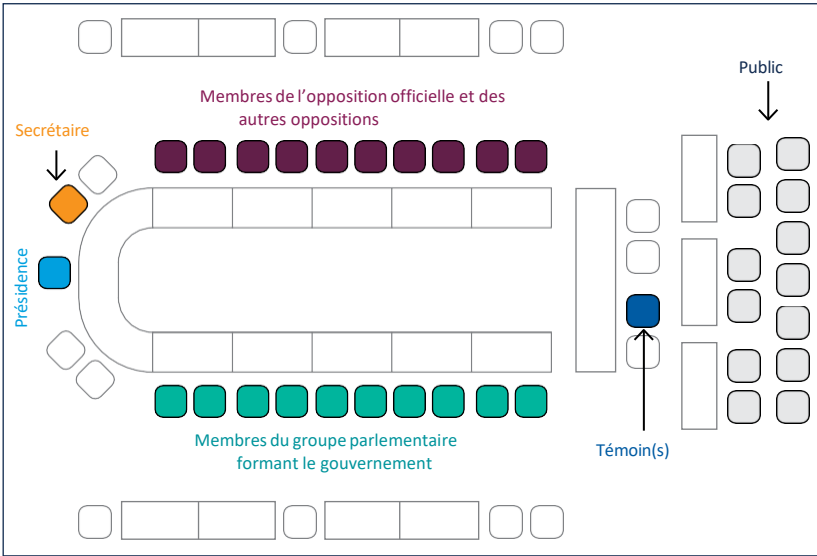 Public
Membres de l’opposition officielle et des
autres oppositions
Secrétaire
Présidence
Membres du groupe parlementaire
formant le gouvernement
Témoin(s)